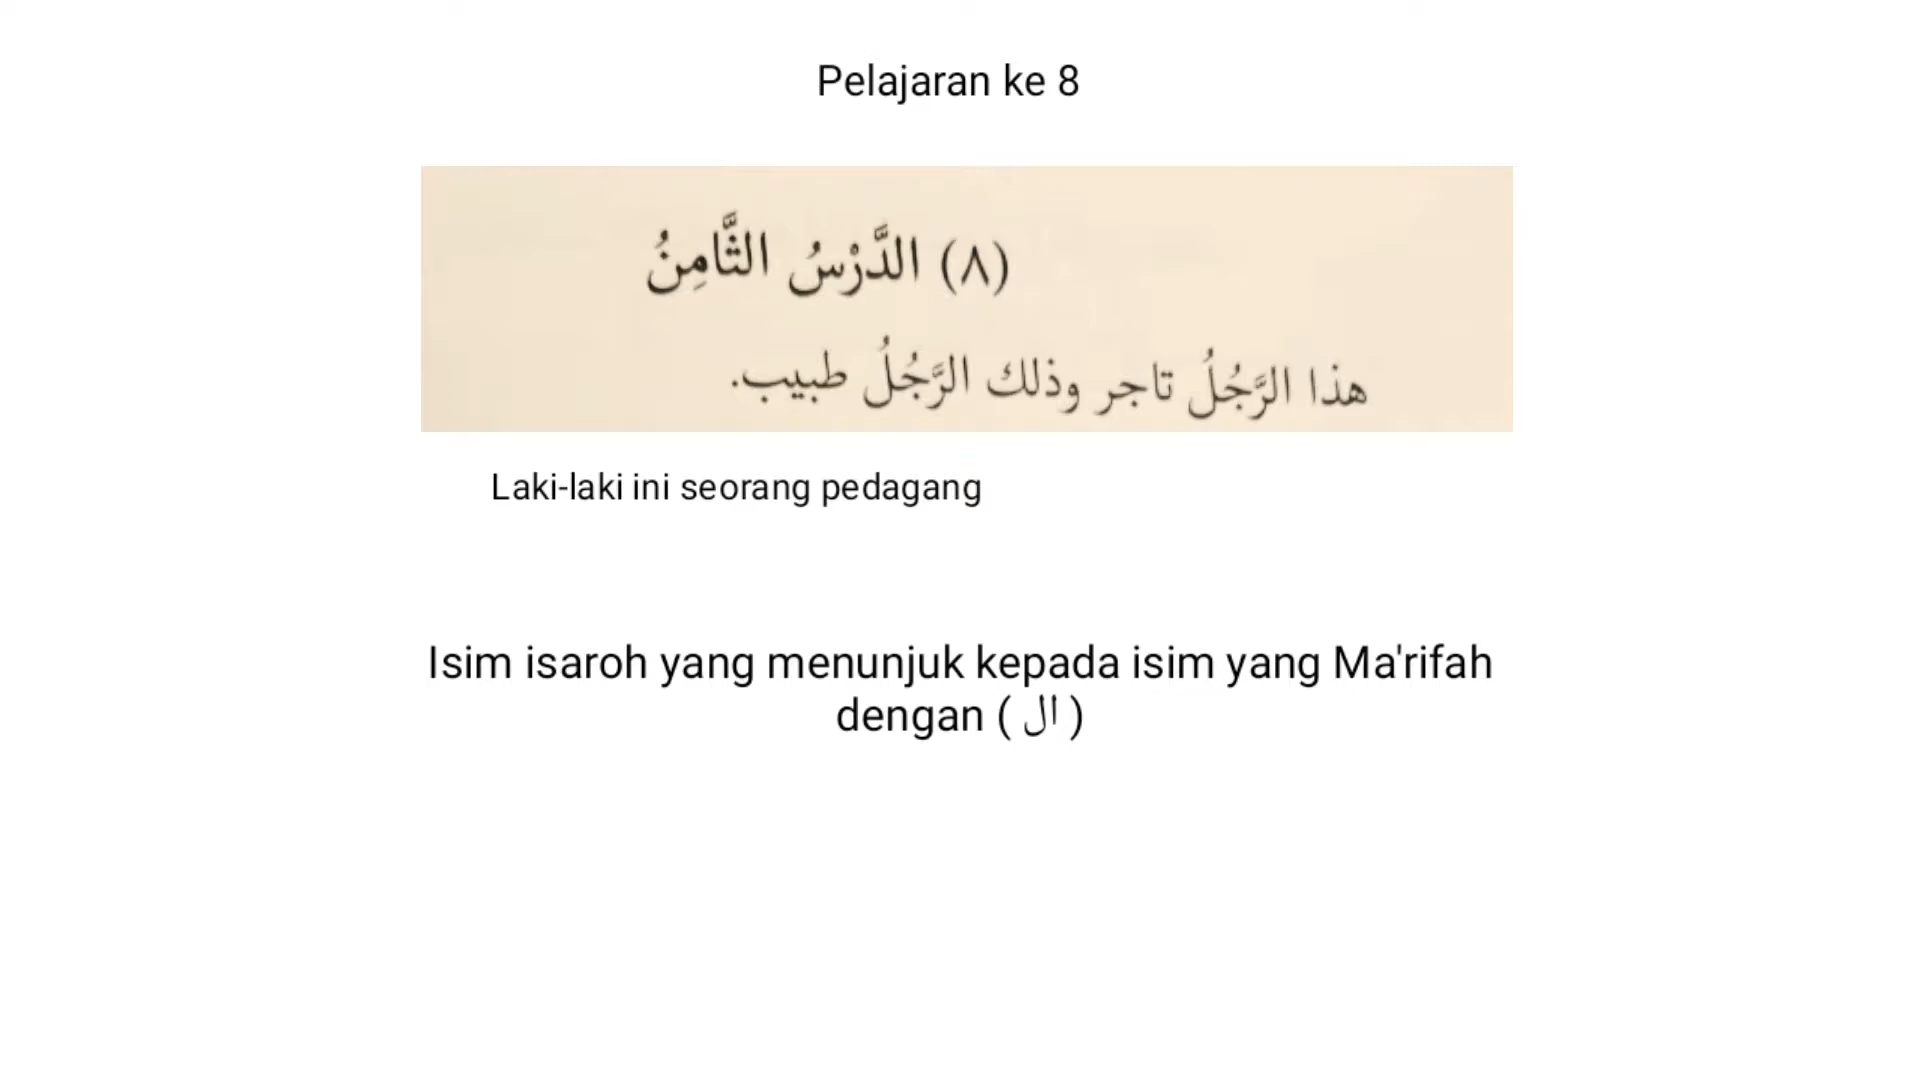 Pelajaran ke 8
(٨) الدَّرْسُ الثَّامِنُ
هذا الرَّجُلُ تاجر وذلك الرَّجُلُ طبيب.
Laki-laki ini seorang pedagang
Isim isaroh yang menunjuk kepada isim yang Ma'rifah
dengan ( ال )